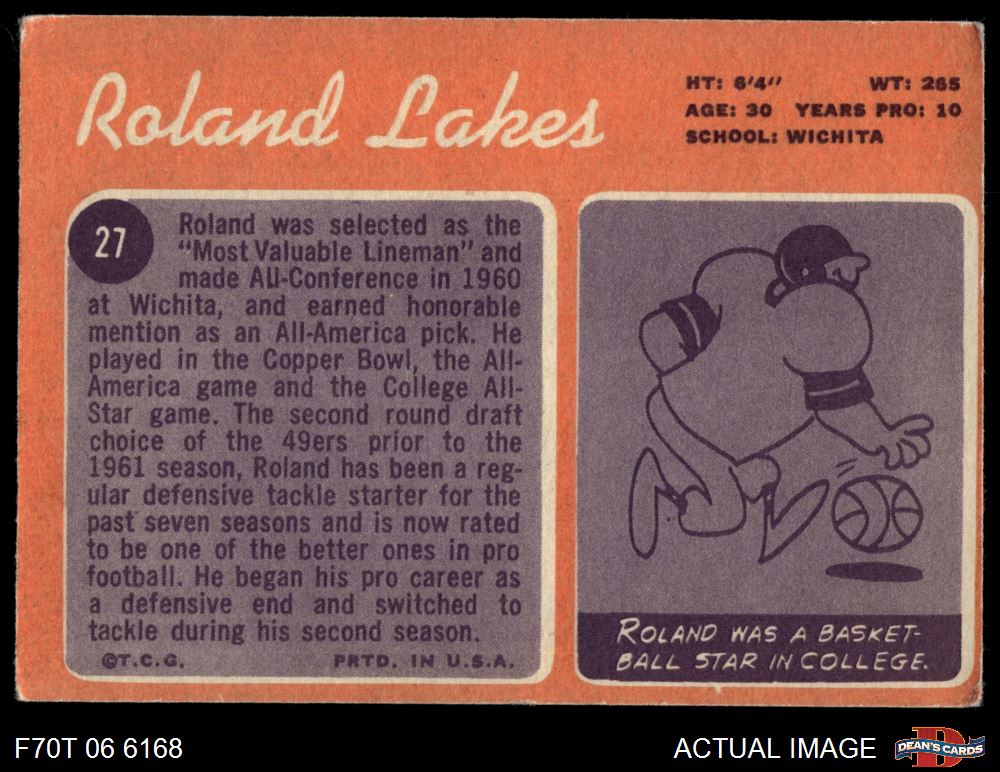 Roland Lakes
HT: 6'4" WT: 265
AGE: 30 YEARS PRO: 10
SCHOOL: WICHITA
27
Roland was selected as the
"Most Valuable Lineman" and
made All-Conference in 1960
at Wichita, and earned honorable
mention as an All-America pick. He
played in the Copper Bowl, the All-
America game and the College All-
Star game. The second round draft
choice of the 49ers prior to the
1961 season, Roland has been a reg-
ular defensive tackle starter for the
past seven seasons and is now rated
to be one of the better ones in pro
football. He began his pro career as
a defensive end and switched to
tackle during his second season.
©T.C.G. PRTD. IN U.S.A.
ROLAND WAS A BASKET-
BALL STAR IN COLLEGE.
F70T 06 6168
ACTUAL IMAGE
D
DEAN'S CARDS